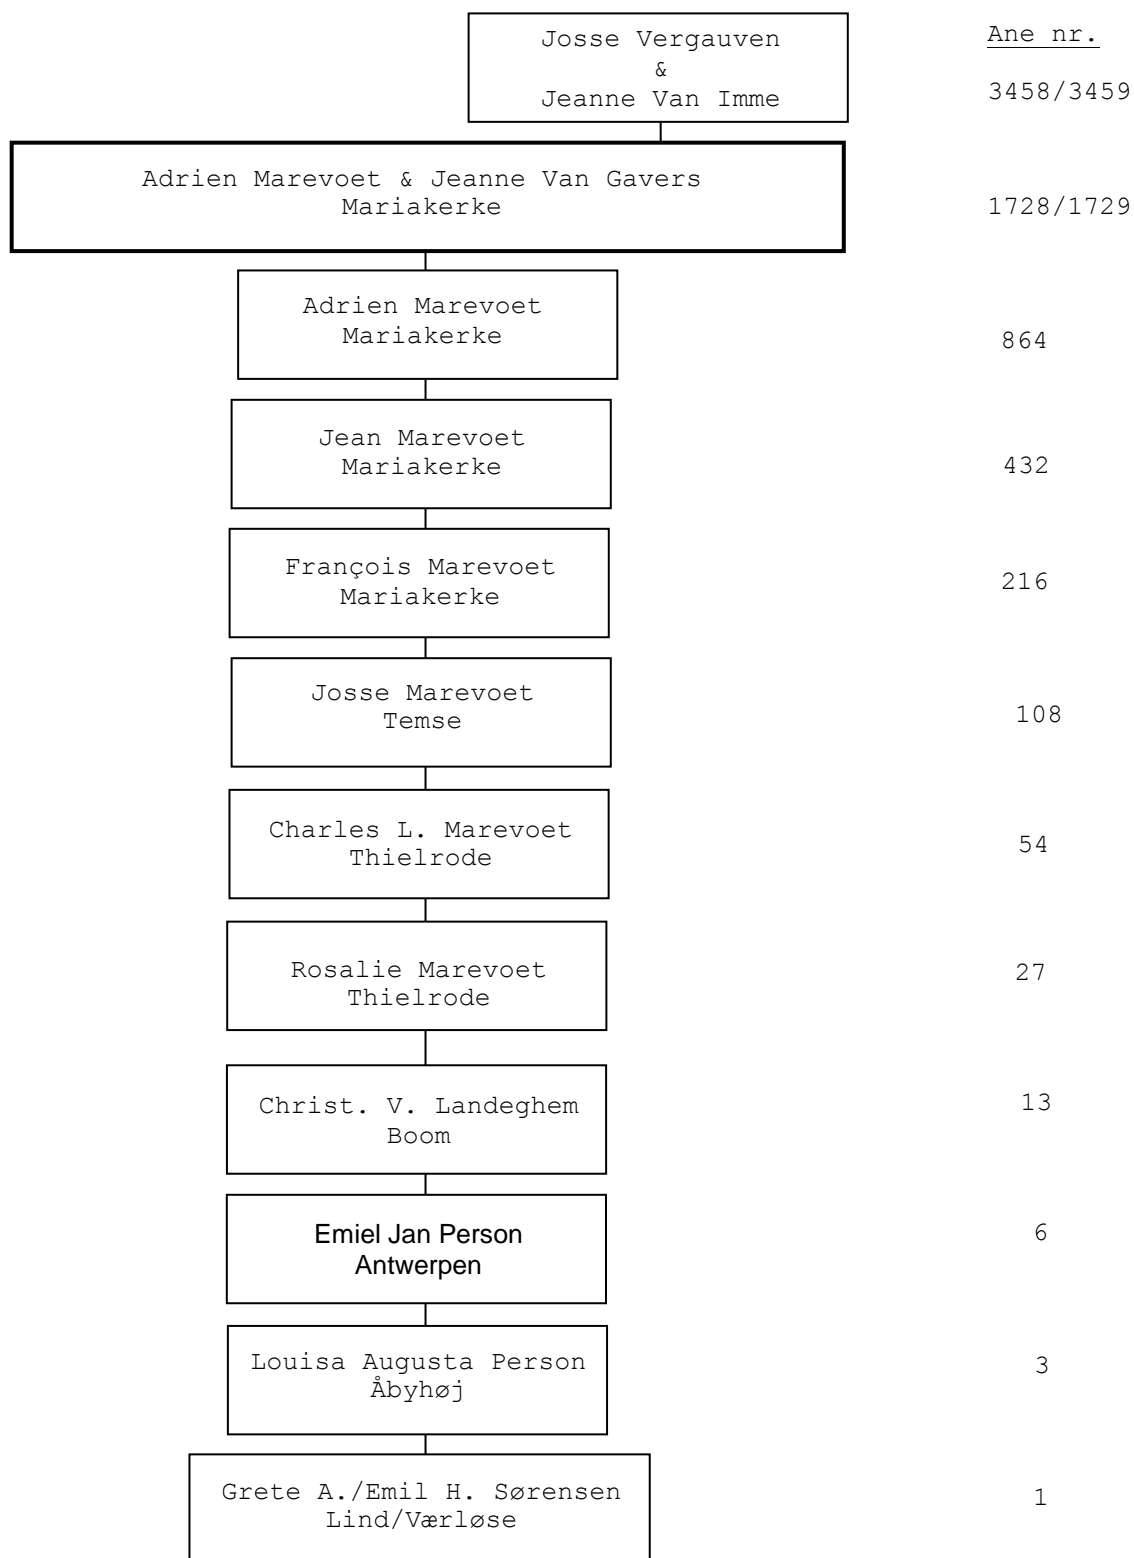 Josse Vergauven
&
Jeanne Van Imme
Ane nr.
3458/3459
Adrien Marevoet & Jeanne Van Gavers
Mariakerke
1728/1729
Adrien Marevoet
Mariakerke
864
Jean Marevoet
Mariakerke
432
François Marevoet
Mariakerke
216
Josse Marevoet
Temse
108
Charles L. Marevoet
Thielrode
54
Rosalie Marevoet
Thielrode
27
Christ. V. Landeghem
Boom
13
Emiel Jan Person
Antwerpen
6
Louisa Augusta Person
Åbyhøj
3
Grete A./Emil H. Sørensen
Lind/Værløse
1